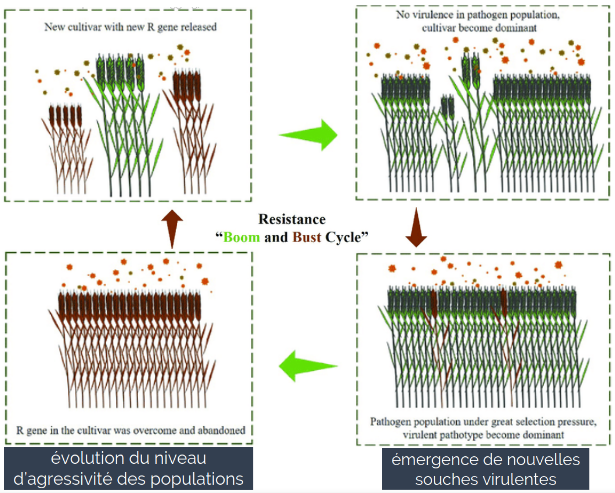 New cultivar with new R gene released
No virulence in pathogen population,
cultivar become dominant
Resistance
“Boom and Bust Cycle”
R gene in the cultivar was overcome and abandoned
Pathogen population under great selection pressure,
virulent pathotype become dominant
évolution du niveau
d’agressivité des populations
émergence de nouvelles
souches virulentes